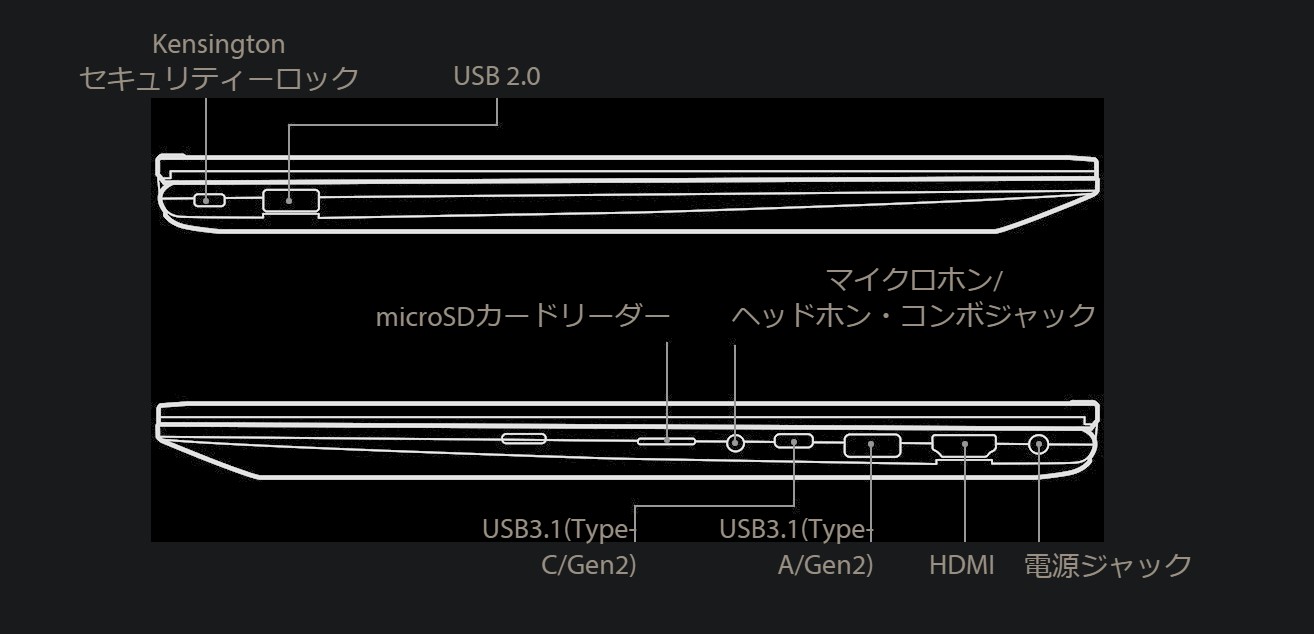 Kensington
セキュリティーロック
USB 2.0
マイクロホン/
microSDカードリーダー
ヘッドホン・コンボジャック
USB3.1(Type-
C/Gen2)
USB3.1(Type-
A/Gen2)
HDMI
電源ジャック